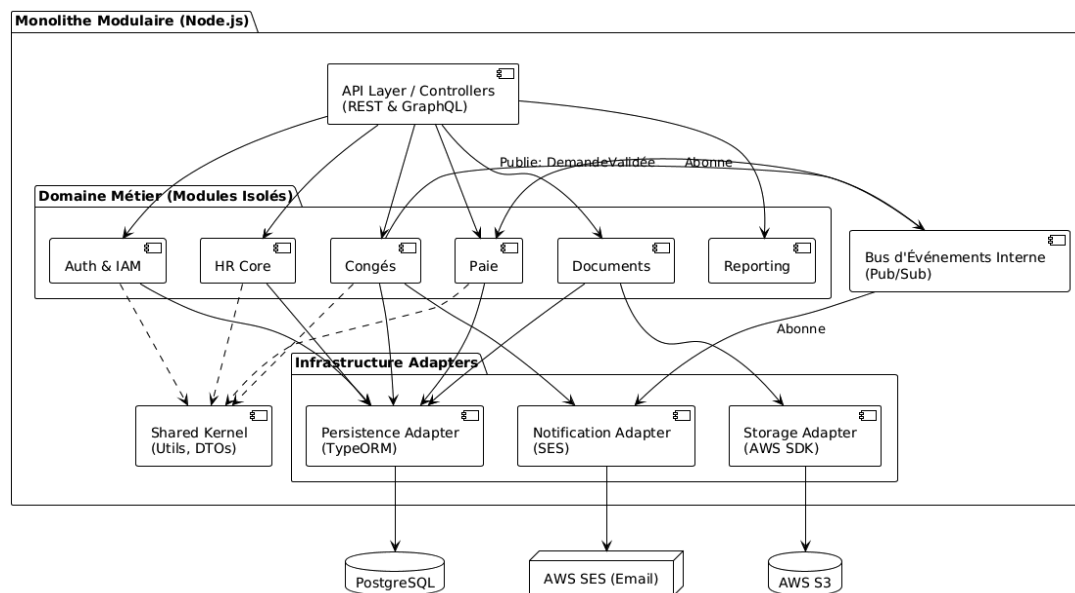 Monolithe Modulaire (Node.js)
API Layer / Controllers
(REST & GraphQL)
Publie: DemandeValidée
Abonne
Domaine Métier (Modules Isolés)
Auth & IAM
HR Core
Congés
Paie
Documents
Reporting
Bus d'Événements Interne
(Pub/Sub)
Abonne
Infrastructure Adapters
Shared Kernel
(Utils, DTOs)
Persistence Adapter
(TypeORM)
Notification Adapter
(SES)
Storage Adapter
(AWS SDK)
PostgreSQL
AWS SES (Email)
AWS S3